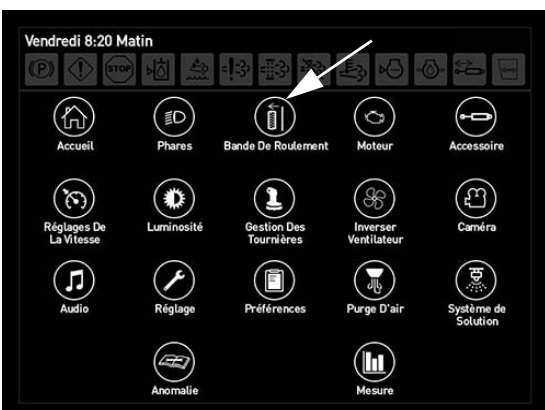 Vendredi 8:20 Matin
(P) STOP
Accueil
Phares
Bande De Roulement
Moteur
Accessoire
Réglages De
La Vitesse
Luminosité
Gestion Des
Tournières
Inverser
Ventilateur
Caméra
Audio
Réglage
Préférences
Purge D'air
Système de
Solution
Anomalie
Mesure